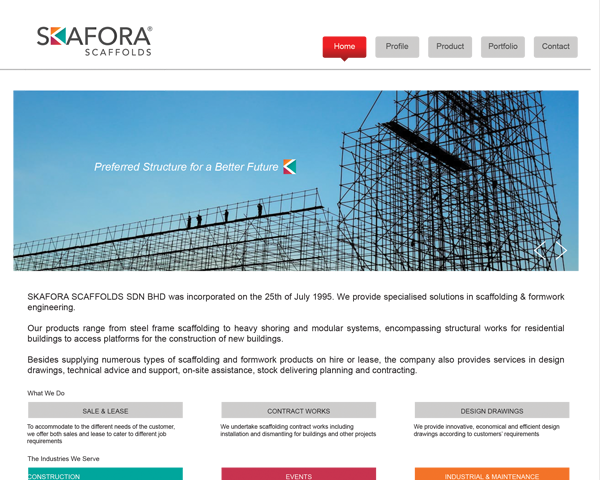 SKAFORA®
SCAFFOLDS
Home
Profile
Product
Portfolio
Contact
Preferred Structure for a Better Future
SKAFORA SCAFFOLDS SDN BHD was incorporated on the 25th of July 1995. We provide specialised solutions in scaffolding & formwork
engineering.
Our products range from steel frame scaffolding to heavy shoring and modular systems, encompassing structural works for residential
buildings to access platforms for the construction of new buildings.
Besides supplying numerous types of scaffolding and formwork products on hire or lease, the company also provides services in design
drawings, technical advice and support, on-site assistance, stock delivering planning and contracting.
What We Do
SALE & LEASE
CONTRACT WORKS
DESIGN DRAWINGS
To accommodate to the different needs of the customer,
we offer both sales and lease to cater to different job
requirements
We undertake scaffolding contract works including
installation and dismantling for buildings and other projects
We provide innovative, economical and efficient design
drawings according to customers' requirements
The Industries We Serve
CONSTRUCTION
EVENTS
INDUSTRIAL & MAINTENANCE